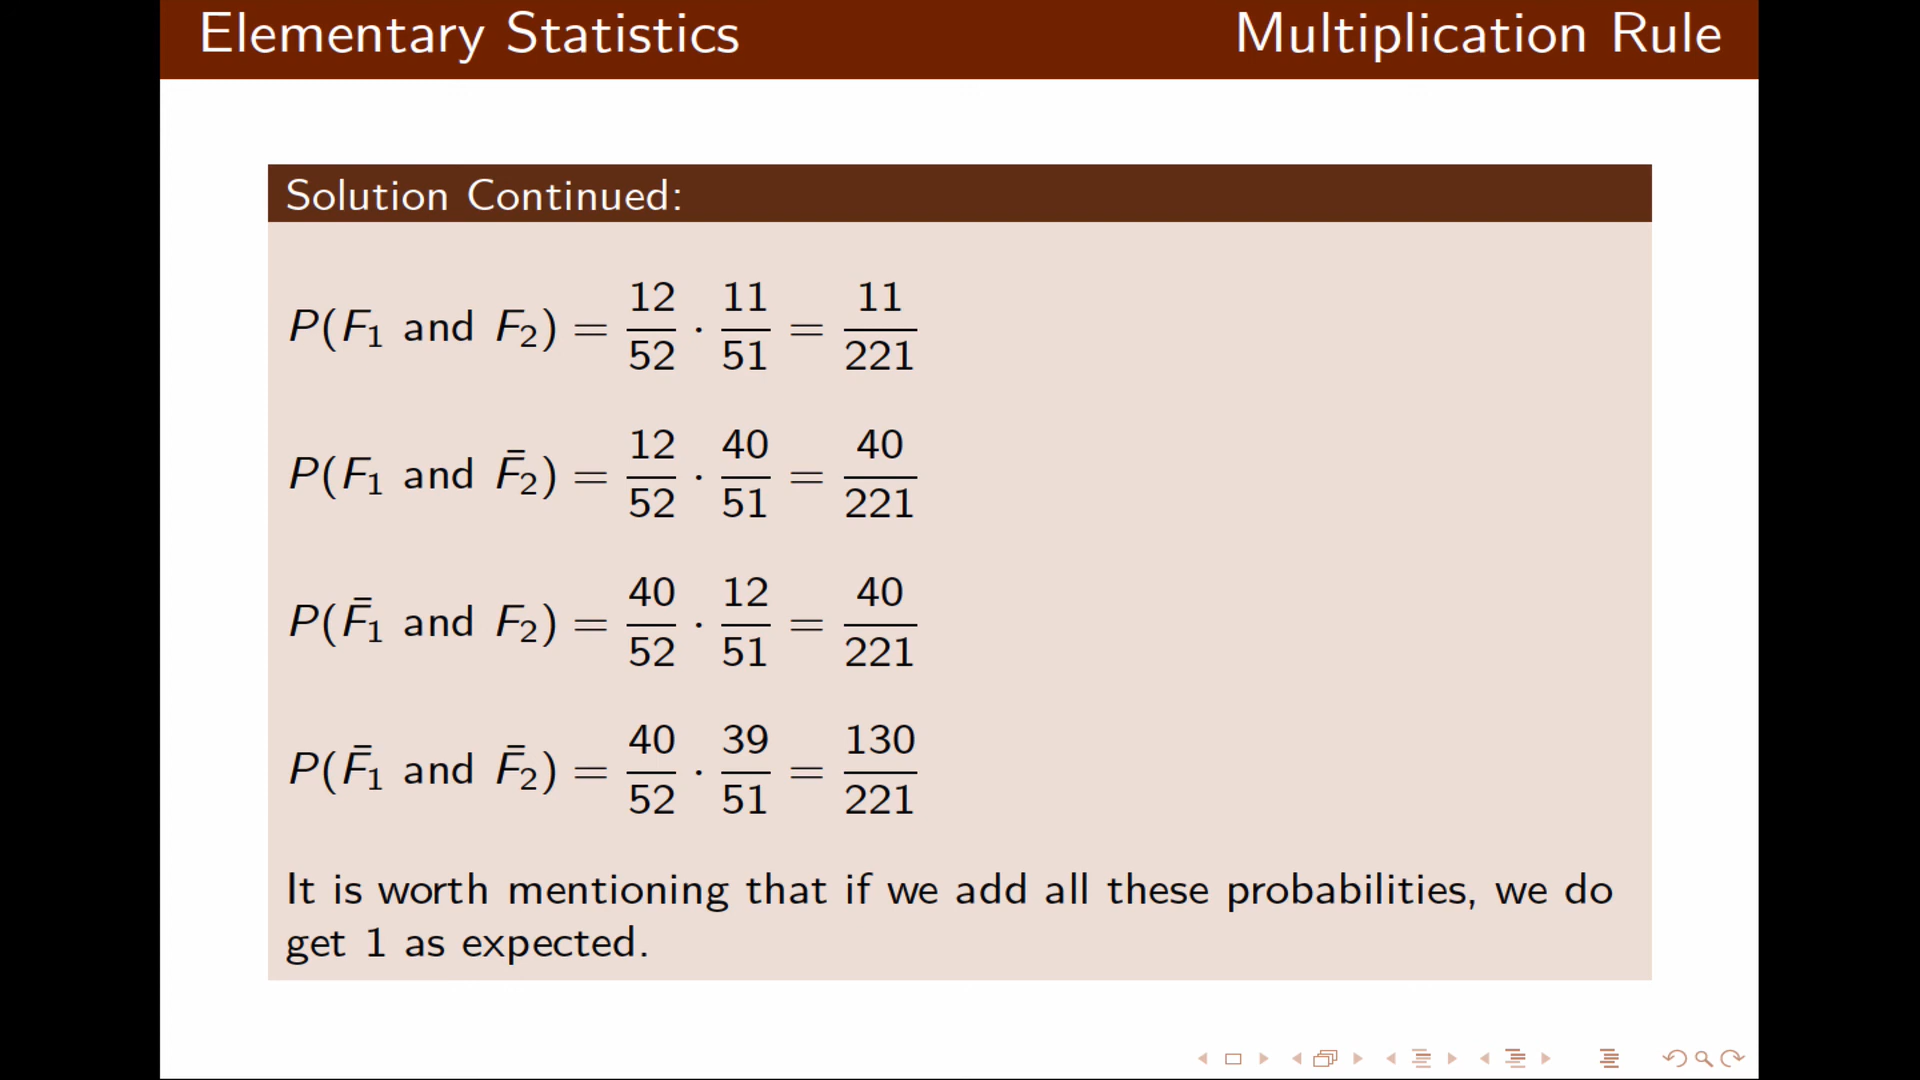 Elementary Statistics Multiplication Rule
Solution Continued:
P(F₁ and F₂) = 12/52 · 11/51 = 11/221
P(F₁ and F̄₂) = 12/52 · 40/51 = 40/221
P(F̄₁ and F₂) = 40/52 · 12/51 = 40/221
P(F̄₁ and F̄₂) = 40/52 · 39/51 = 130/221
It is worth mentioning that if we add all these probabilities, we do
get 1 as expected.